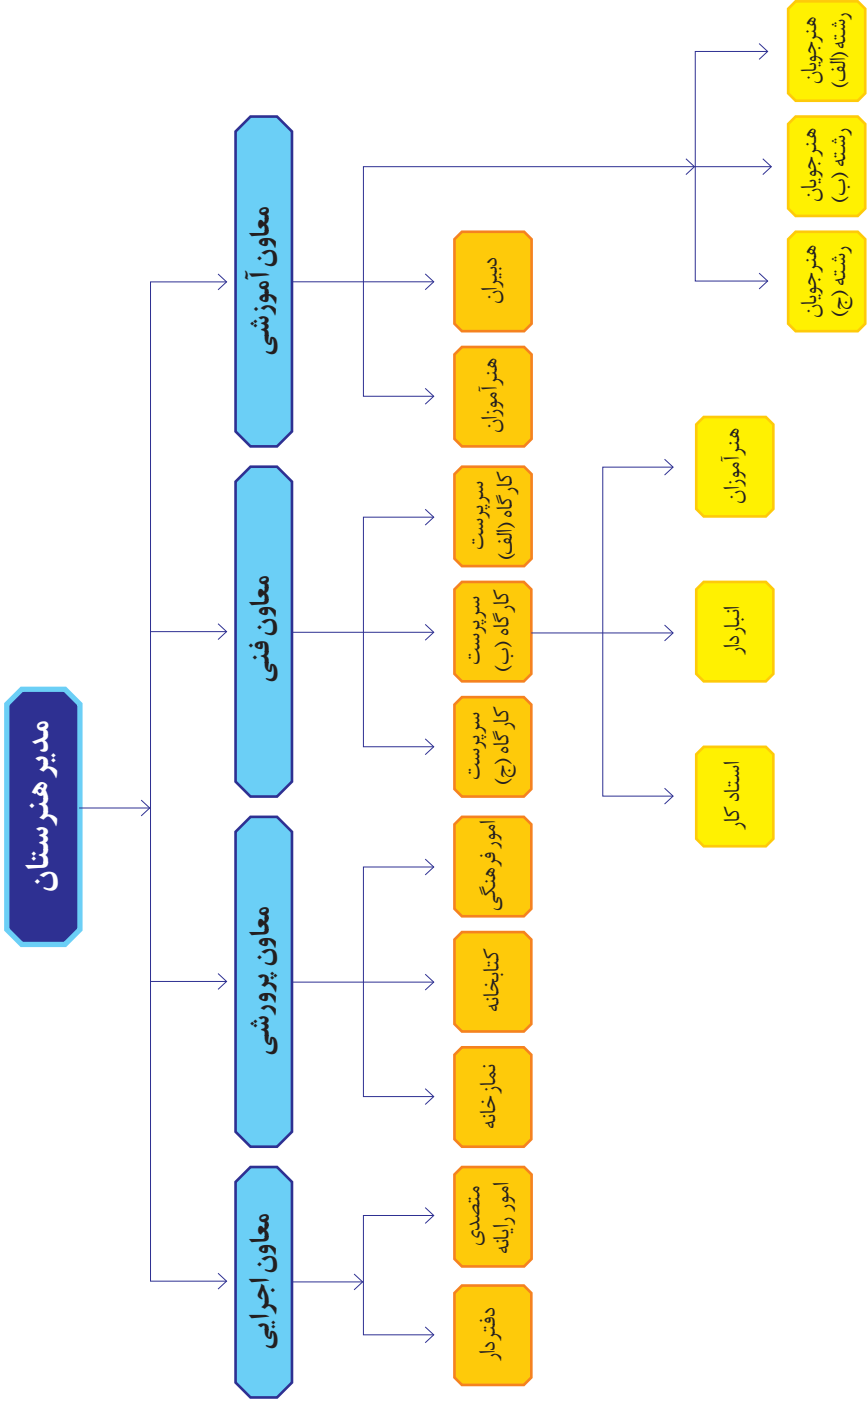 مدیر هنرستان
معاون آموزشی
معاون فنی
معاون پرورشی
معاون اجرایی
دبیران
هنرآموزان
سرپرست
کارگاه (الف)
سرپرست
کارگاه (ب)
سرپرست
کارگاه (ج)
امور فرهنگی
کتابخانه
نمازخانه
متصدی
امور رایانه
دفتردار
هنرآموزان
انباردار
استاد کار
هنرجویان
رشته (الف)
هنرجویان
رشته (ب)
هنرجویان
رشته (ج)